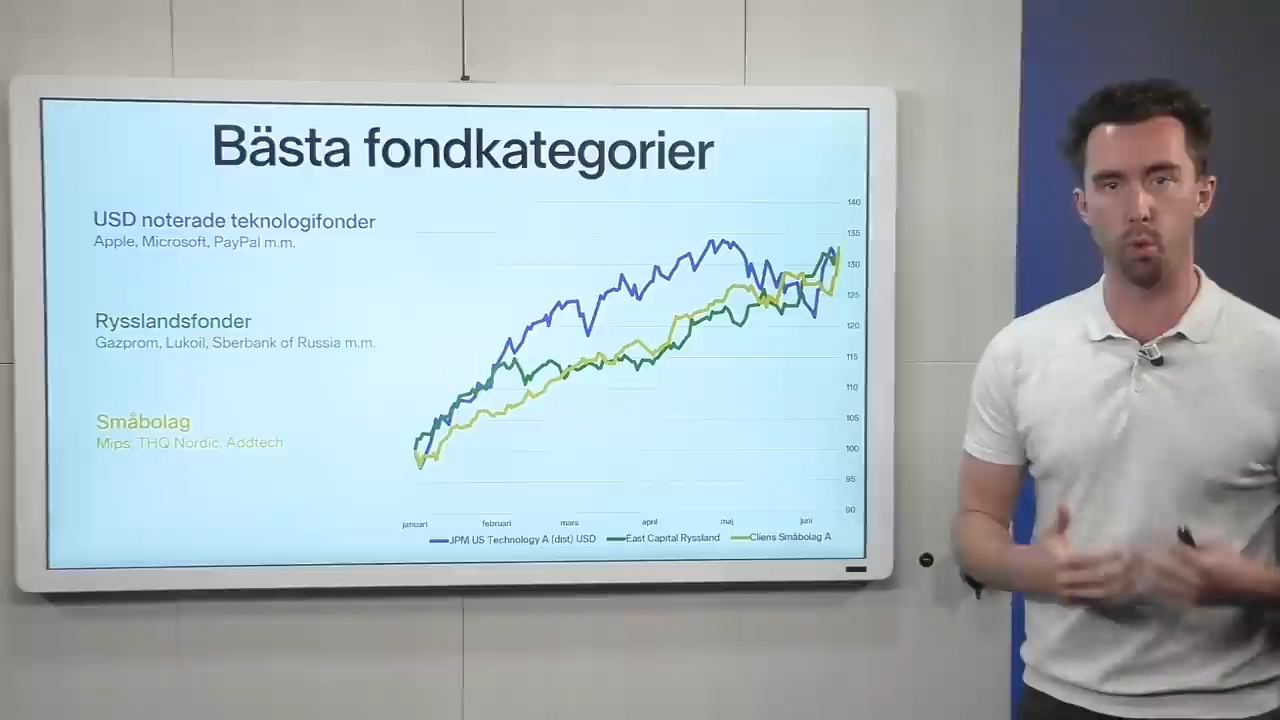 Bästa fondkategorier
USD noterade teknologifonder
Apple, Microsoft, PayPal m.m.
Rysslandsfonder
Gazprom, Lukoil, Sberbank of Russia m.m.
Småbolag
Mips, THQ Nordic, Addtech
140
135
130
125
120
115
110
105
100
95
90
januari februari mars april maj juni
JPM US Technology A (dist) USD East Capital Ryssland Cliens Småbolag A